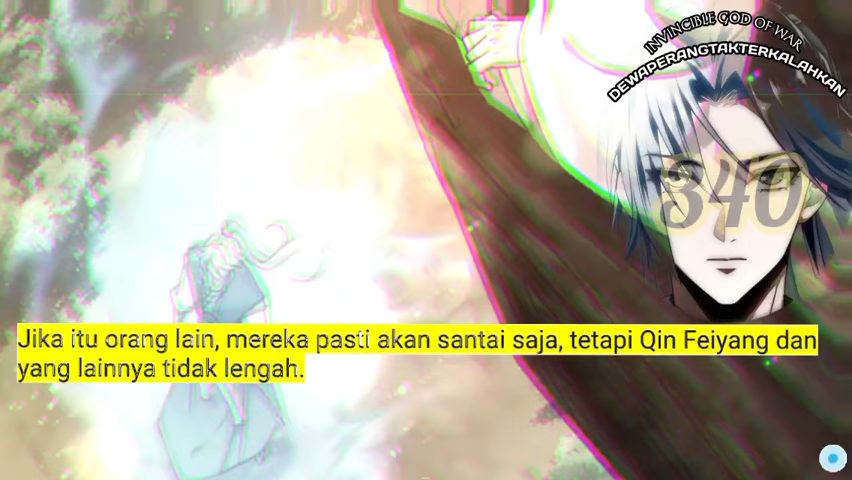 INVINCIBLE GOD OF WAR
DEWAPERANGTAKTERKALAHKAN
340
Jika itu orang lain, mereka pasti akan santai saja, tetapi Qin Feiyang dan
yang lainnya tidak lengah.